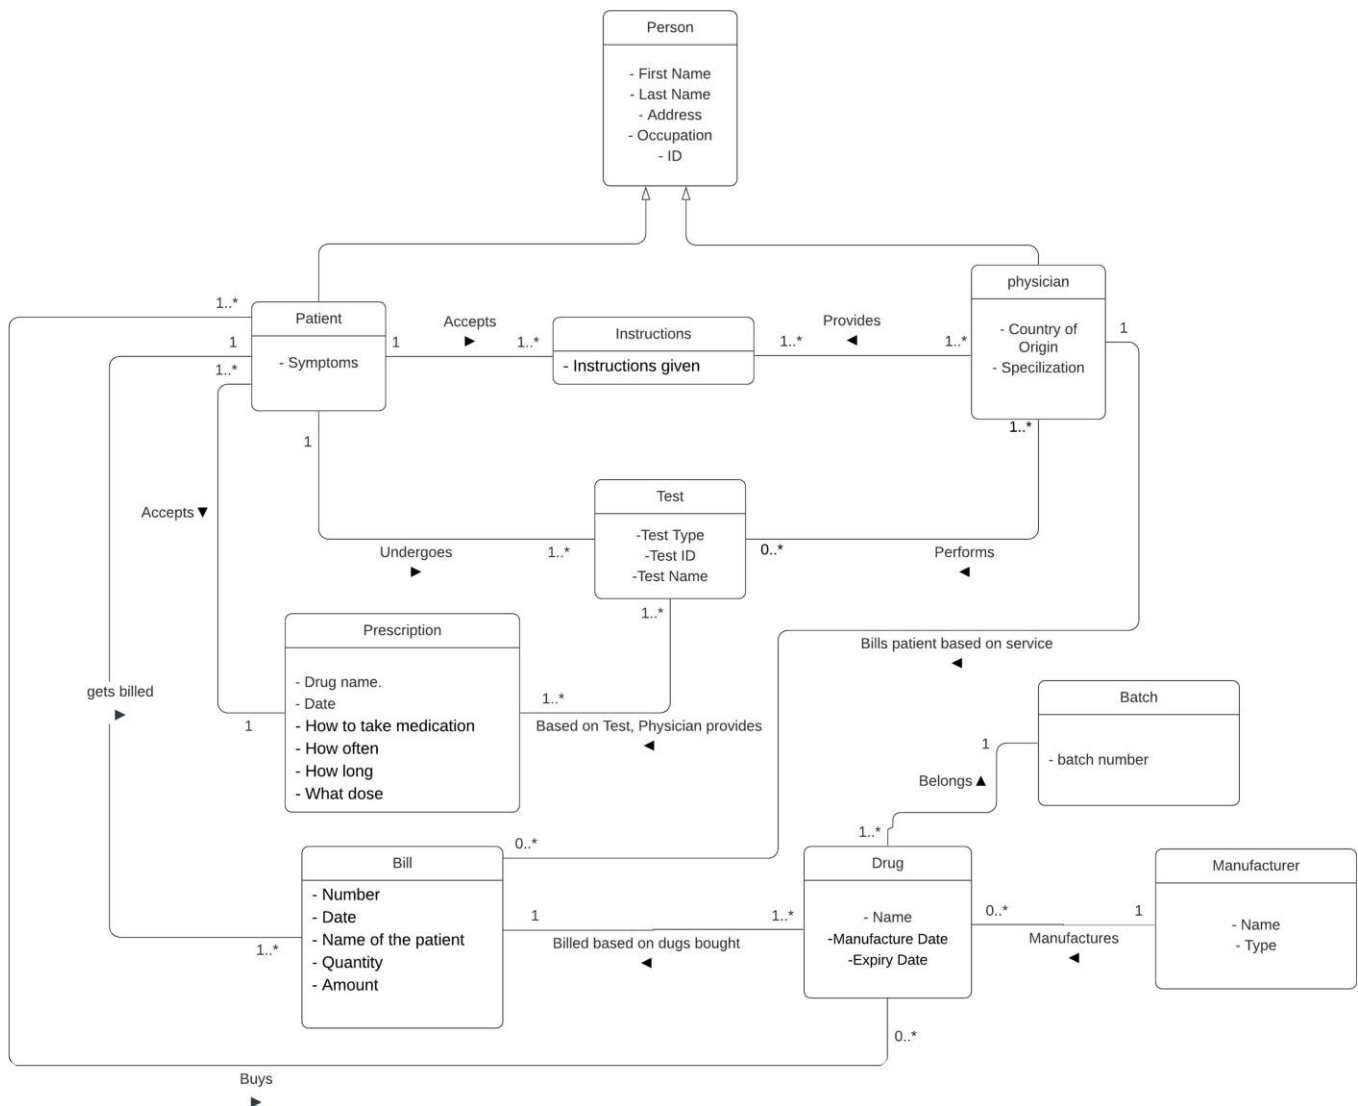 Person
- First Name
- Last Name
- Address
- Occupation
- ID
1..*
Patient
- Symptoms
1
1..*
1
Accepts
1..*
Instructions
- Instructions given
Provides
1..*
1..*
physician
- Country of
Origin
- Specilization
1
1..*
1
Undergoes
1..*
Test
-Test Type
-Test ID
-Test Name
0..*
Performs
1..*
Accepts
Prescription
- Drug name.
- Date
- How to take medication
- How often
- How long
- What dose
1
1..*
Based on Test, Physician provides
Bills patient based on service
gets billed
Batch
- batch number
1
Belongs
1..*
0..*
Bill
- Number
- Date
- Name of the patient
- Quantity
- Amount
1..*
1
Billed based on dugs bought
1..*
Drug
- Name
-Manufacture Date
-Expiry Date
0..*
Manufactures
1
Manufacturer
- Name
- Type
0..*
Buys